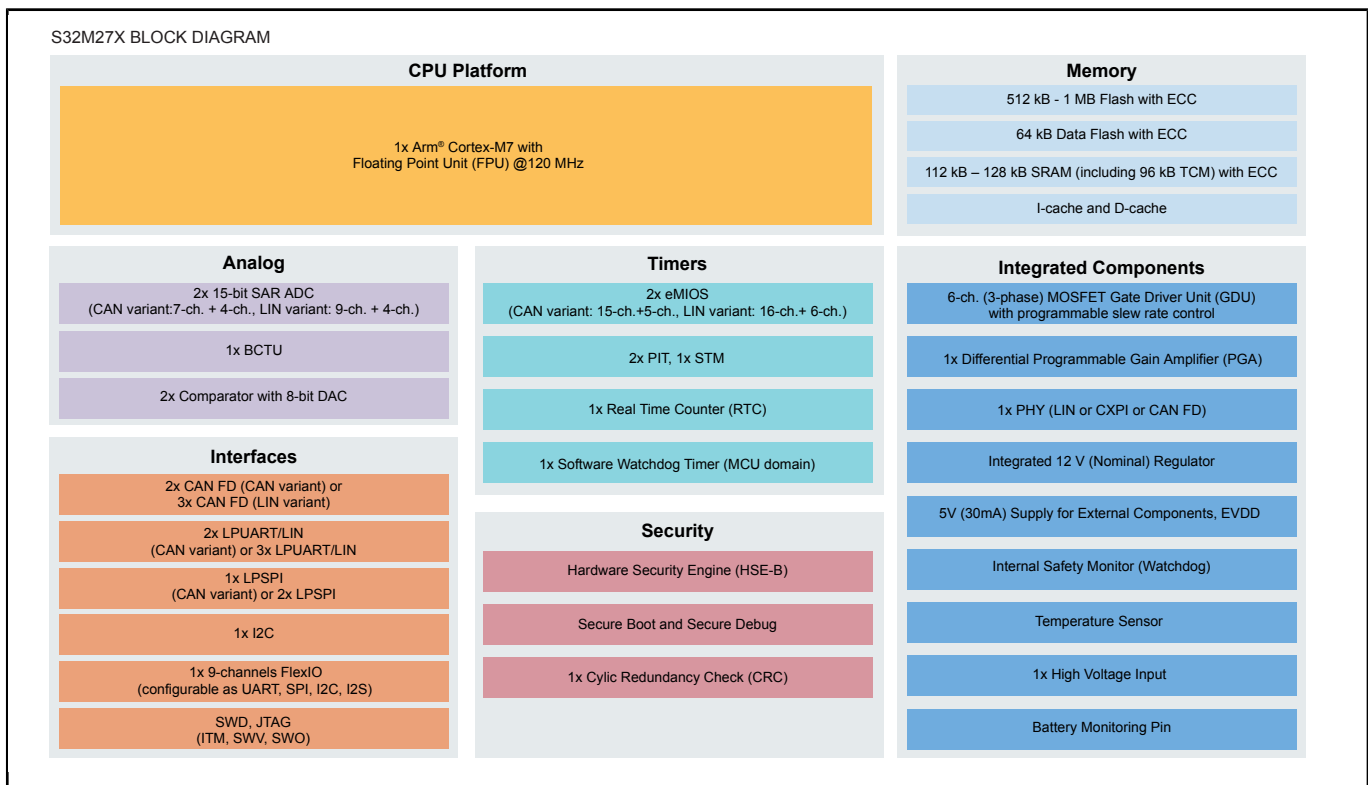 S32M27X BLOCK DIAGRAM
CPU Platform
1x Arm® Cortex-M7 with
Floating Point Unit (FPU) @120 MHz
Memory
512 kB - 1 MB Flash with ECC
64 kB Data Flash with ECC
112 kB – 128 kB SRAM (including 96 kB TCM) with ECC
I-cache and D-cache
Analog
2x 15-bit SAR ADC
(CAN variant:7-ch. + 4-ch., LIN variant: 9-ch. + 4-ch.)
1x BCTU
2x Comparator with 8-bit DAC
Interfaces
2x CAN FD (CAN variant) or
3x CAN FD (LIN variant)
2x LPUART/LIN
(CAN variant) or 3x LPUART/LIN
1x LPSPI
(CAN variant) or 2x LPSPI
1x I2C
1x 9-channels FlexIO
(configurable as UART, SPI, I2C, I2S)
SWD, JTAG
(ITM, SWV, SWO)
Timers
2x eMIOS
(CAN variant: 15-ch.+5-ch., LIN variant: 16-ch.+ 6-ch.)
2x PIT, 1x STM
1x Real Time Counter (RTC)
1x Software Watchdog Timer (MCU domain)
Security
Hardware Security Engine (HSE-B)
Secure Boot and Secure Debug
1x Cylic Redundancy Check (CRC)
Integrated Components
6-ch. (3-phase) MOSFET Gate Driver Unit (GDU)
with programmable slew rate control
1x Differential Programmable Gain Amplifier (PGA)
1x PHY (LIN or CXPI or CAN FD)
Integrated 12 V (Nominal) Regulator
5V (30mA) Supply for External Components, EVDD
Internal Safety Monitor (Watchdog)
Temperature Sensor
1x High Voltage Input
Battery Monitoring Pin